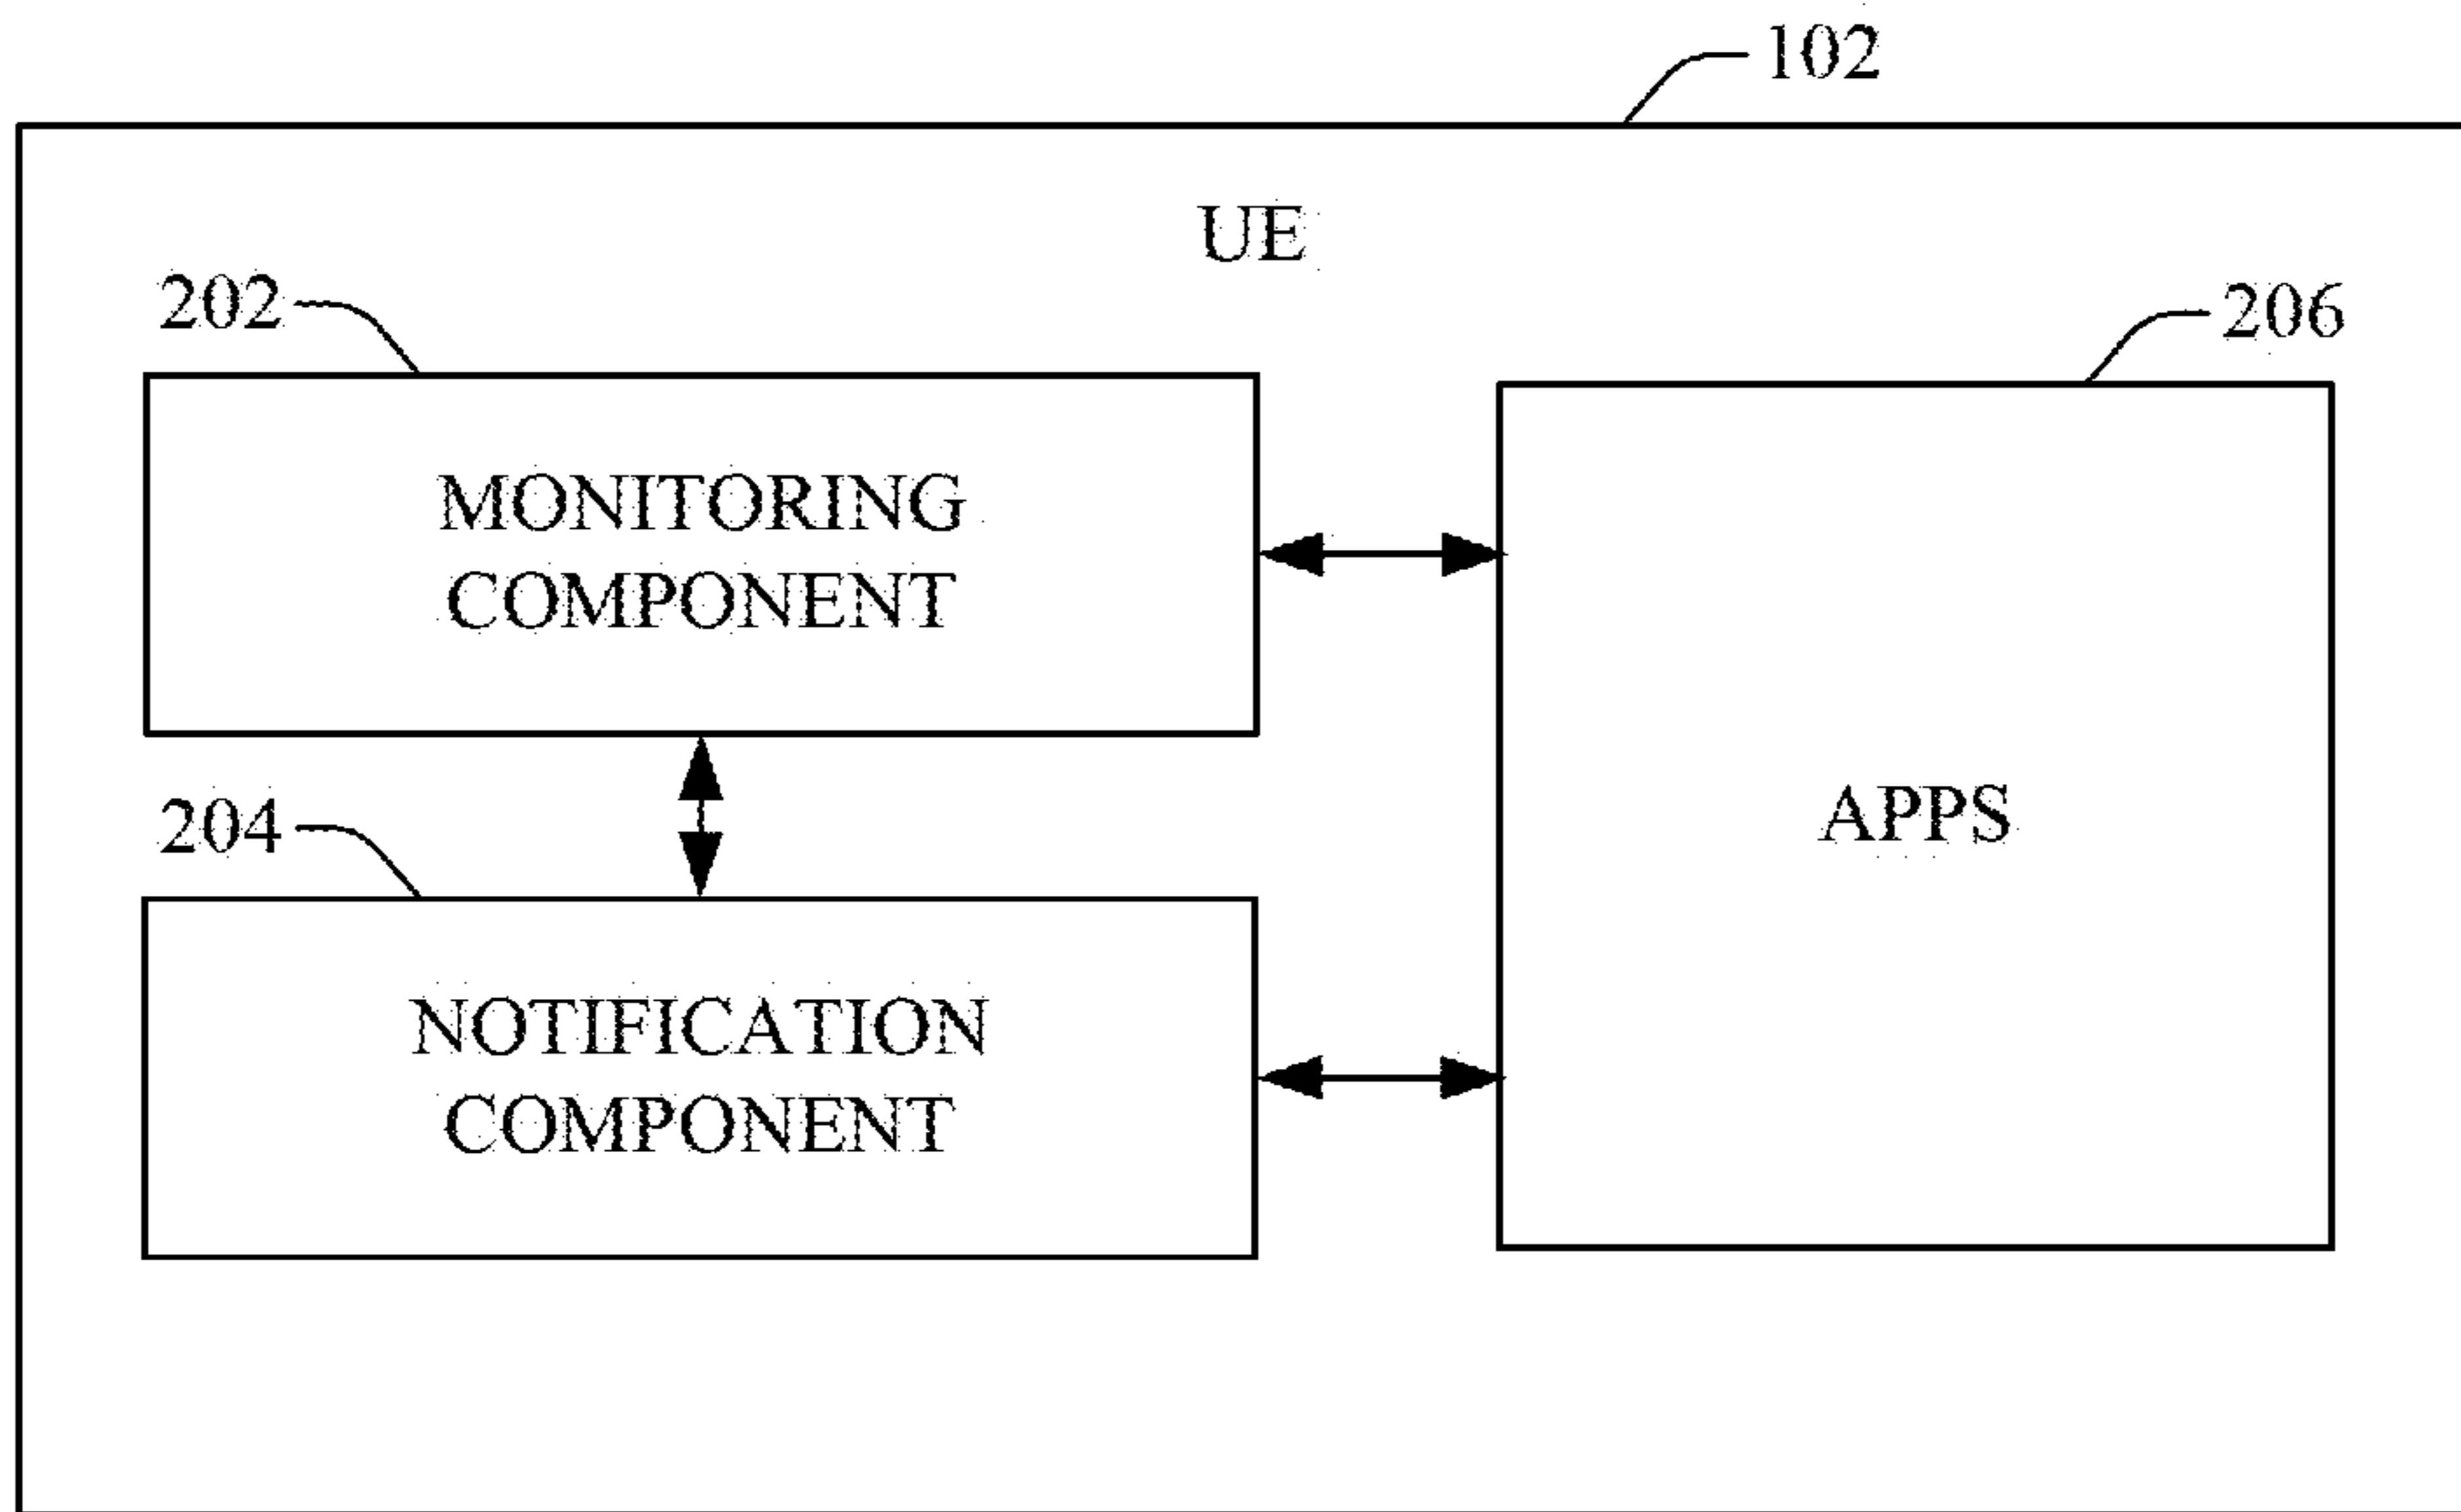 102
UE
202
206
MONITORING
COMPONENT
204
APPS
NOTIFICATION
COMPONENT